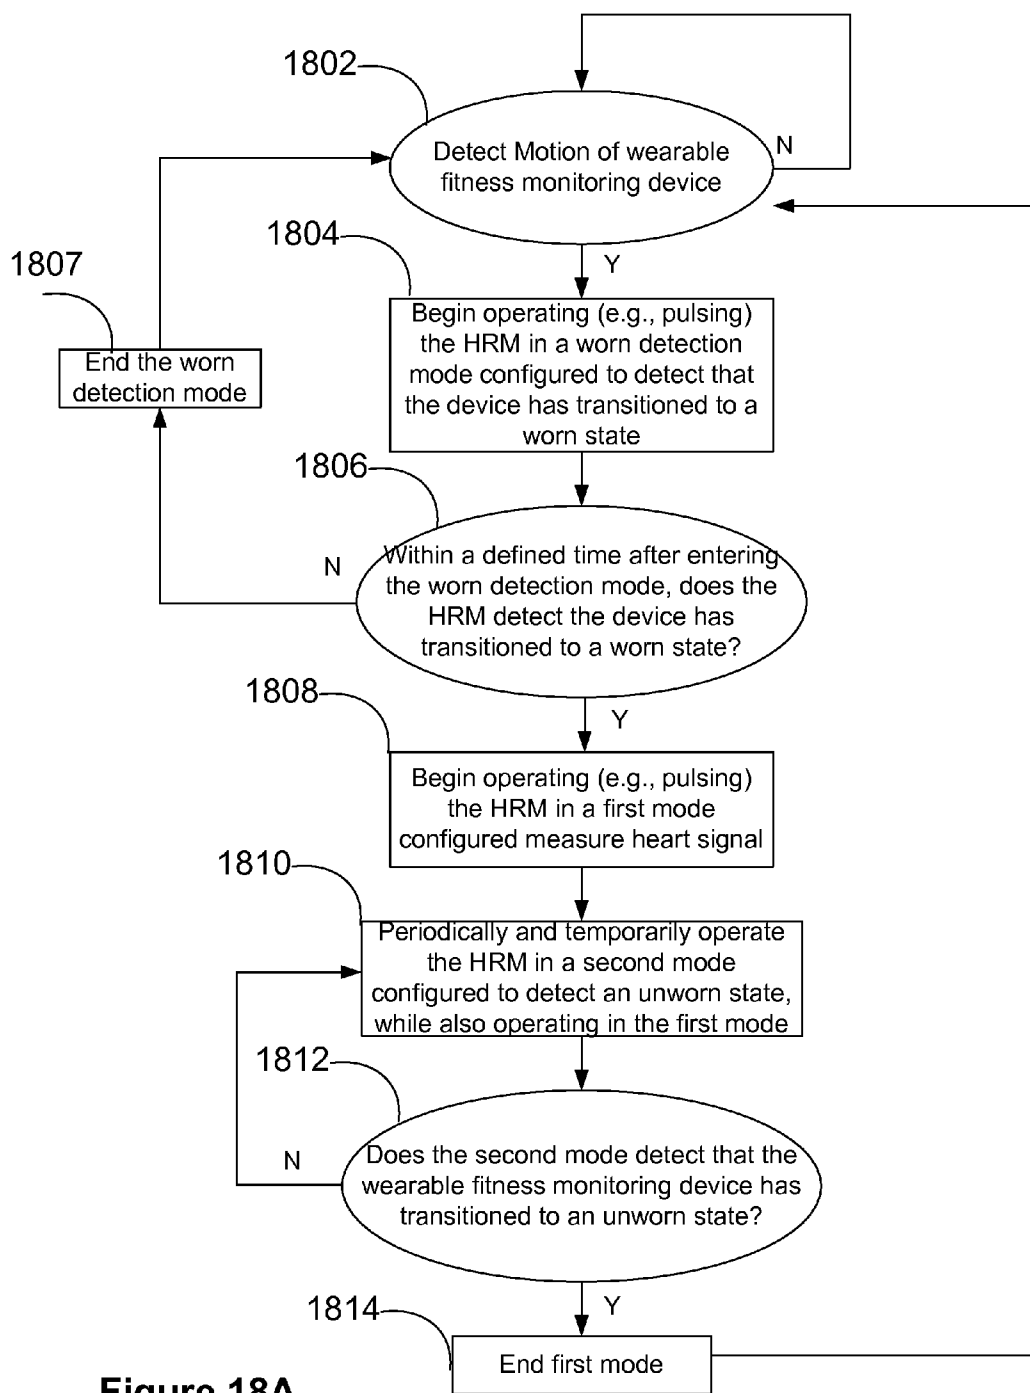 1802
Detect Motion of wearable
fitness monitoring device
N
1804
Y
1807
Begin operating (e.g., pulsing)
the HRM in a worn detection
mode configured to detect that
the device has transitioned to a
worn state
End the worn
detection mode
1806
Within a defined time after entering
the worn detection mode, does the
HRM detect the device has
transitioned to a worn state?
N
1808
Y
Begin operating (e.g., pulsing)
the HRM in a first mode
configured measure heart signal
1810
Periodically and temporarily operate
the HRM in a second mode
configured to detect an unworn state,
while also operating in the first mode
1812
Does the second mode detect that the
wearable fitness monitoring device has
transitioned to an unworn state?
N
1814
Y
End first mode
Figure 18A